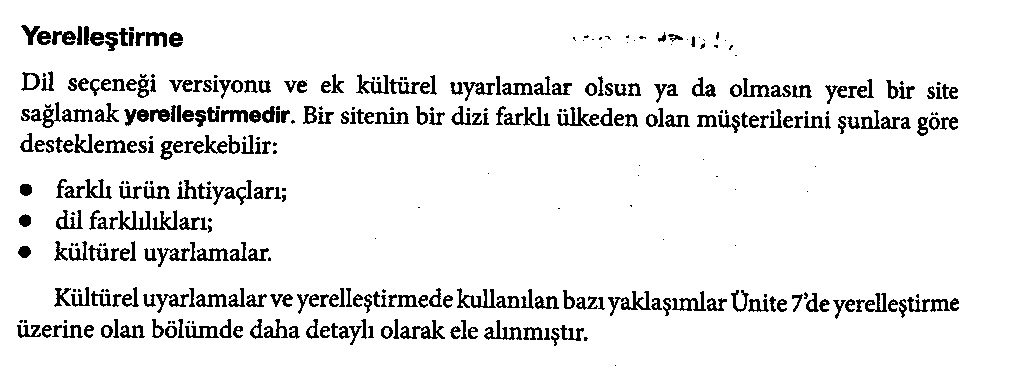 Yerelleştirme
Dil seçeneği versiyonu ve ek kültürel uyarlamalar olsun ya da olmasın yerel bir site
sağlamak yerelleştirmedir. Bir sitenin bir dizi farklı ülkeden olan müşterilerini şunlara göre
desteklemesi gerekebilir:
● farklı ürün ihtiyaçları;
● dil farklılıkları;
● kültürel uyarlamalar.
Kültürel uyarlamalar ve yerelleştirmede kullanılan bazı yaklaşımlar Ünite 7'de yerelleştirme
üzerine olan bölümde daha detaylı olarak ele alınmıştır.